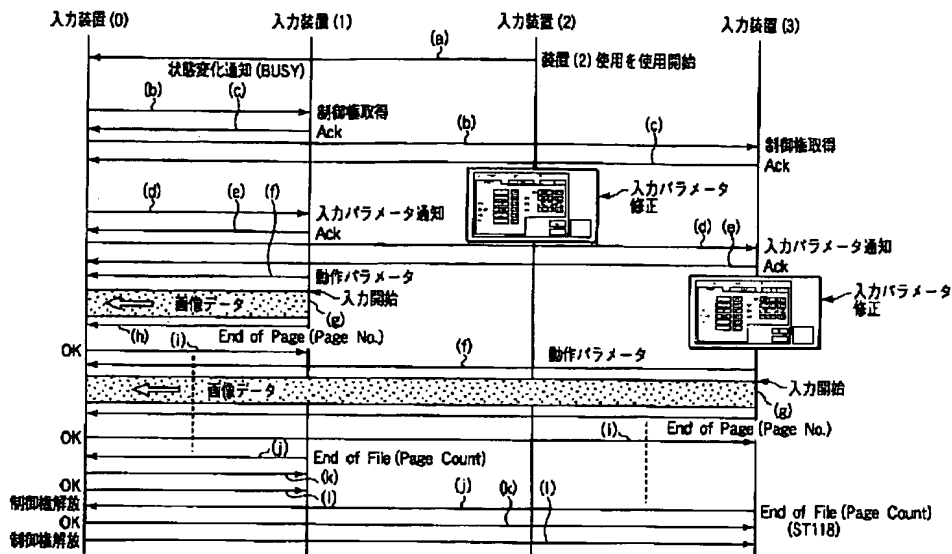 入力装置(0) 入力装置(1) 入力装置(2) 入力装置(3)
(a)
状態変化通知(BUSY) 装置(2)使用を使用開始
(b) (c)
制御権取得
Ack (b) (c)
制御権取得
Ack
入力パラメータ
修正
(d) (e) (f)
入力パラメータ通知
Ack (d) (e)
入力パラメータ通知
Ack
動作パラメータ
入力開始
画像データ (g)
入力パラメータ
修正
(h) (i) End of Page (Page No.)
OK (f) 動作パラメータ
入力開始
画像データ (g)
End of Page (Page No.)
OK (i)
(j) End of File (Page Count)
(k)
OK (l)
制御権解放 (j) (k) (l) End of File (Page Count)
OK (ST118)
制御権解放